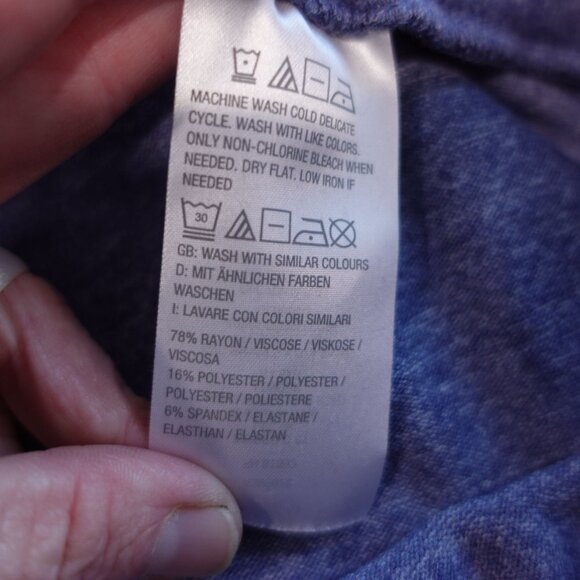 MACHINE WASH COLD DELICATE
CYCLE. WASH WITH LIKE COLORS.
ONLY NON-CHLORINE BLEACH WHEN
NEEDED. DRY FLAT. LOW IRON IF
NEEDED
30
GB: WASH WITH SIMILAR COLOURS
D: MIT ÄHNLICHEN FARBEN
WASCHEN
I: LAVARE CON COLORI SIMILARI
78% RAYON / VISCOSE / VISKOSE /
VISCOSA
16% POLYESTER / POLYESTER /
POLYESTER / POLIESTERE
6% SPANDEX / ELASTANE /
ELASTHAN / ELASTAN